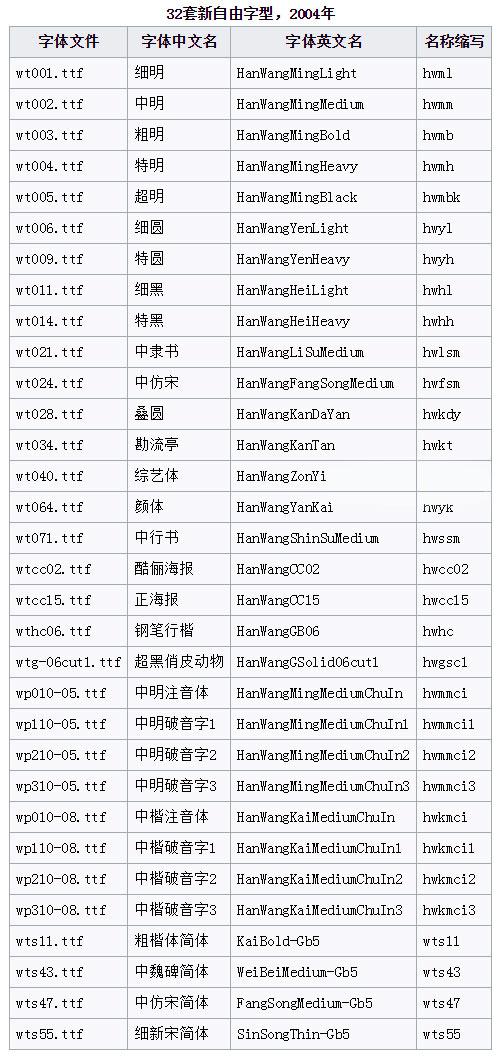 32套新自由字型，2004年
字体文件 字体中文名 字体英文名 名称缩写
wt001.ttf 细明 HanWangMingLight hwml
wt002.ttf 中明 HanWangMingMedium hwmm
wt003.ttf 粗明 HanWangMingBold hwmb
wt004.ttf 特明 HanWangMingHeavy hwmh
wt005.ttf 超明 HanWangMingBlack hwmbk
wt006.ttf 细圆 HanWangYenLight hwyl
wt009.ttf 特圆 HanWangYenHeavy hwyh
wt011.ttf 细黑 HanWangHeiLight hwhl
wt014.ttf 特黑 HanWangHeiHeavy hwhh
wt021.ttf 中隶书 HanWangLiSuMedium hwlsm
wt024.ttf 中仿宋 HanWangFangSongMedium hwfsm
wt028.ttf 叠圆 HanWangKanDaYan hwkdy
wt034.ttf 勘流亭 HanWangKanTan hwkt
wt040.ttf 综艺体 HanWangZonYi
wt064.ttf 颜体 HanWangYanKai hwyk
wt071.ttf 中行书 HanWangShinSuMedium hwssm
wtcc02.ttf 酷俪海报 HanWangCC02 hwcc02
wtcc15.ttf 正海报 HanWangCC15 hwcc15
wthc06.ttf 钢笔行楷 HanWangGB06 hwhc
wtg-06cut1.ttf 超黑俏皮动物 HanWangGSolid06cut1 hwgsc1
wp010-05.ttf 中明注音体 HanWangMingMediumChuIn hwmmci
wp110-05.ttf 中明破音字1 HanWangMingMediumChuIn1 hwmmci1
wp210-05.ttf 中明破音字2 HanWangMingMediumChuIn2 hwmmci2
wp310-05.ttf 中明破音字3 HanWangMingMediumChuIn3 hwmmci3
wp010-08.ttf 中楷注音体 HanWangKaiMediumChuIn hwkmci
wp110-08.ttf 中楷破音字1 HanWangKaiMediumChuIn1 hwkmci1
wp210-08.ttf 中楷破音字2 HanWangKaiMediumChuIn2 hwkmci2
wp310-08.ttf 中楷破音字3 HanWangKaiMediumChuIn3 hwkmci3
wts11.ttf 粗楷体简体 KaiBold-Gb5 wts11
wts43.ttf 中魏碑简体 WeiBeiMedium-Gb5 wts43
wts47.ttf 中仿宋简体 FangSongMedium-Gb5 wts47
wts55.ttf 细新宋简体 SinSongThin-Gb5 wts55